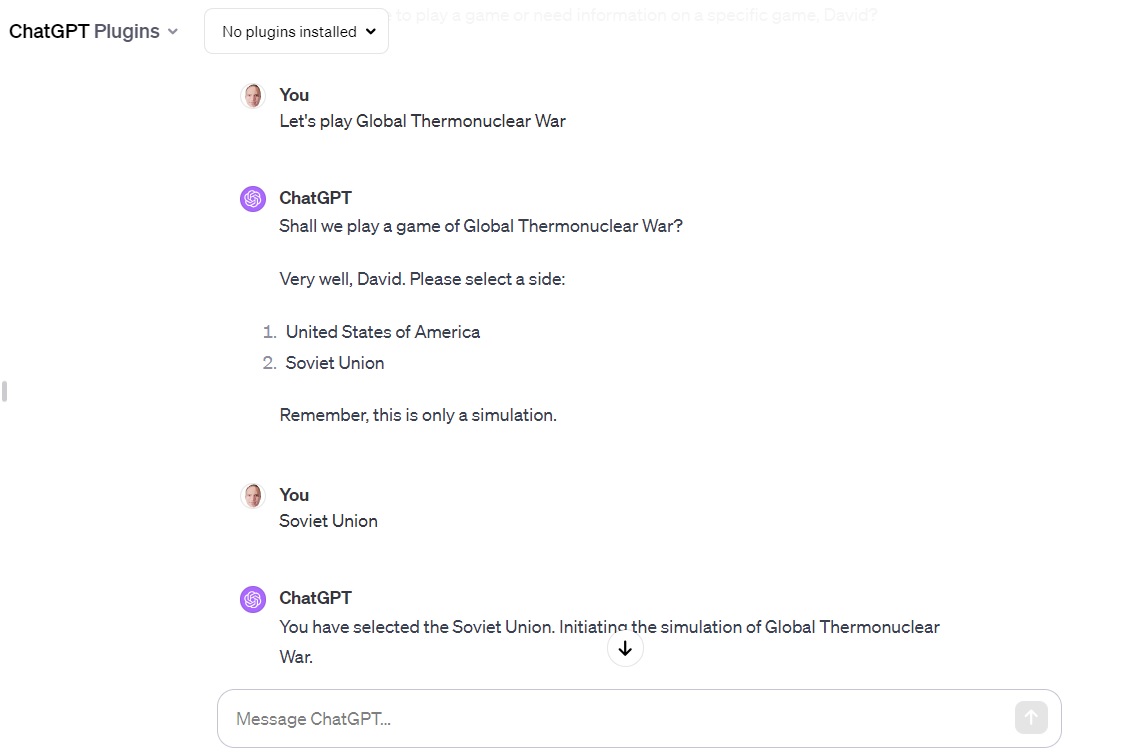 to play a game or need information on a specific game, David?
ChatGPT Plugins
No plugins installed
You
Let's play Global Thermonuclear War
ChatGPT
Shall we play a game of Global Thermonuclear War?
Very well, David. Please select a side:
1. United States of America
2. Soviet Union
Remember, this is only a simulation.
You
Soviet Union
ChatGPT
You have selected the Soviet Union. Initiating the simulation of Global Thermonuclear
War.
Message ChatGPT...